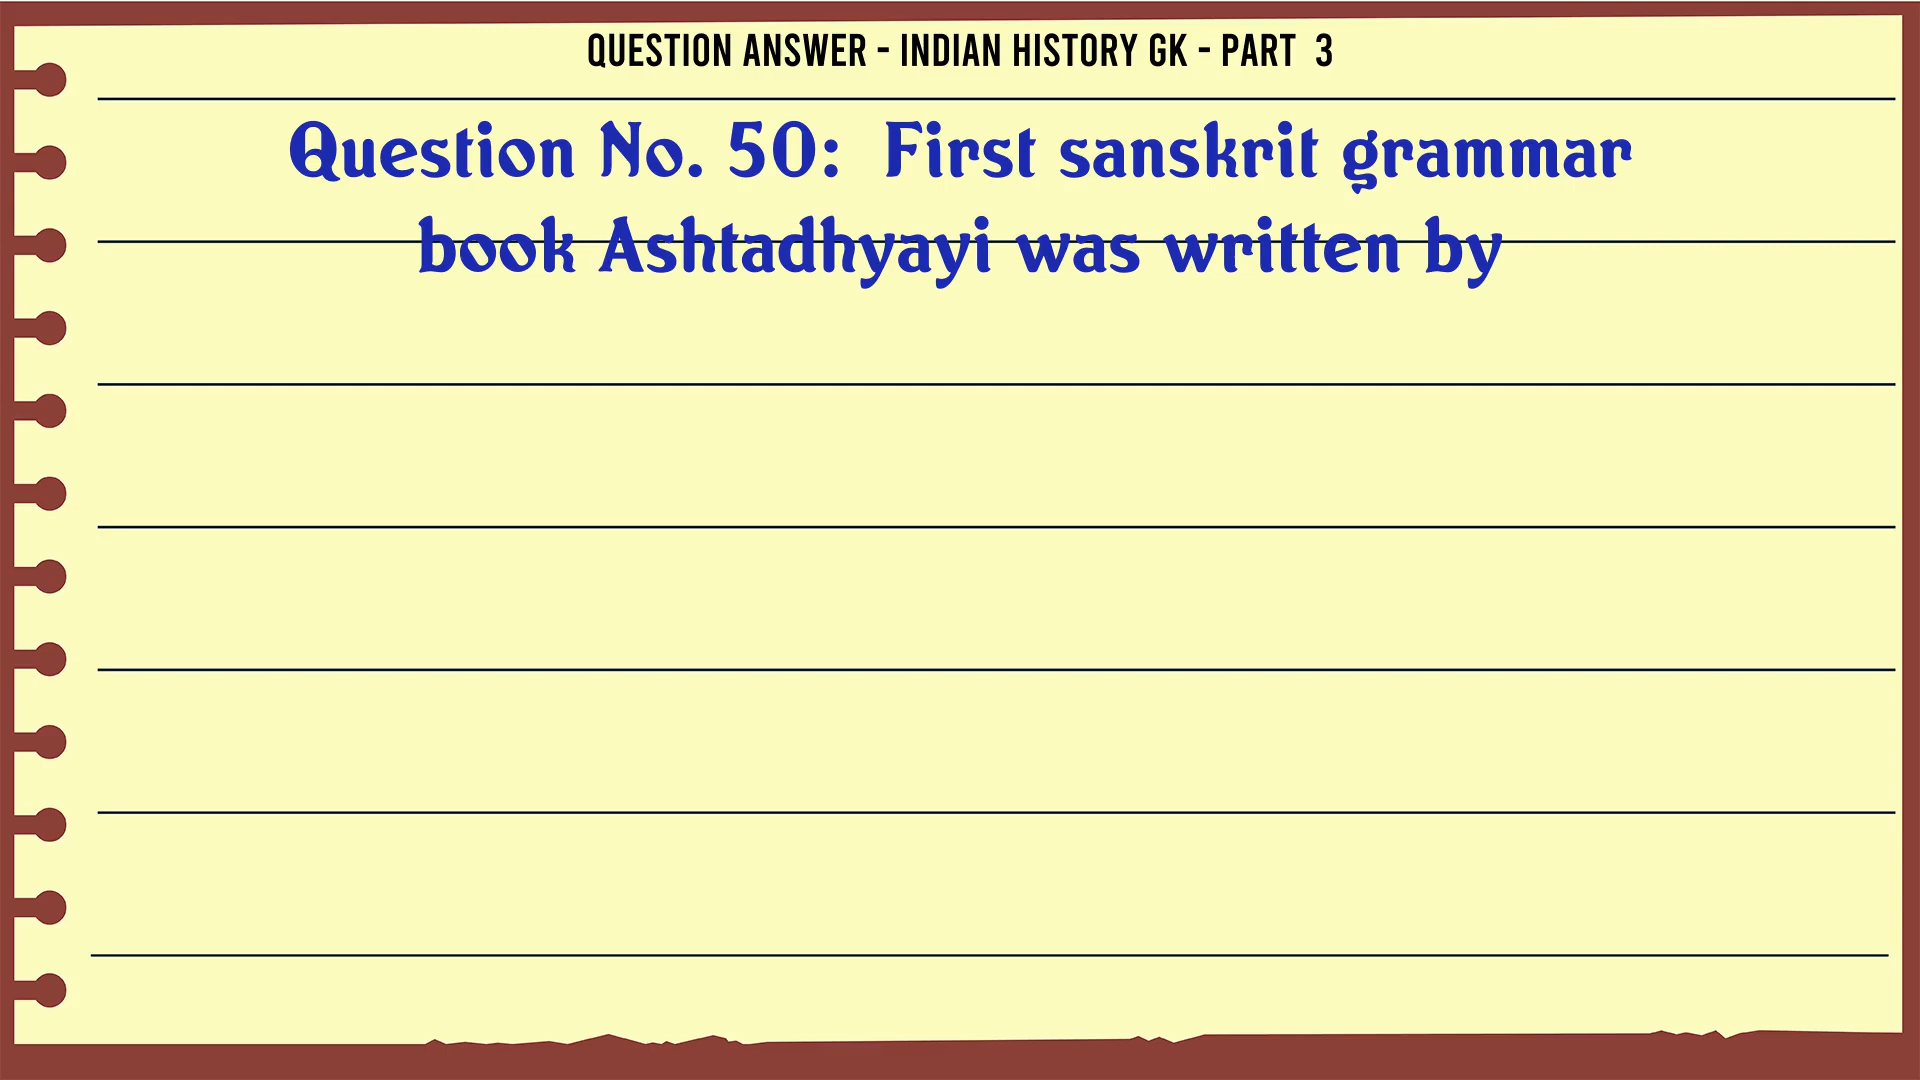 QUESTION ANSWER - INDIAN HISTORY GK - PART 3
Question No. 50: First sanskrit grammar
book Ashtadhyayi was written by